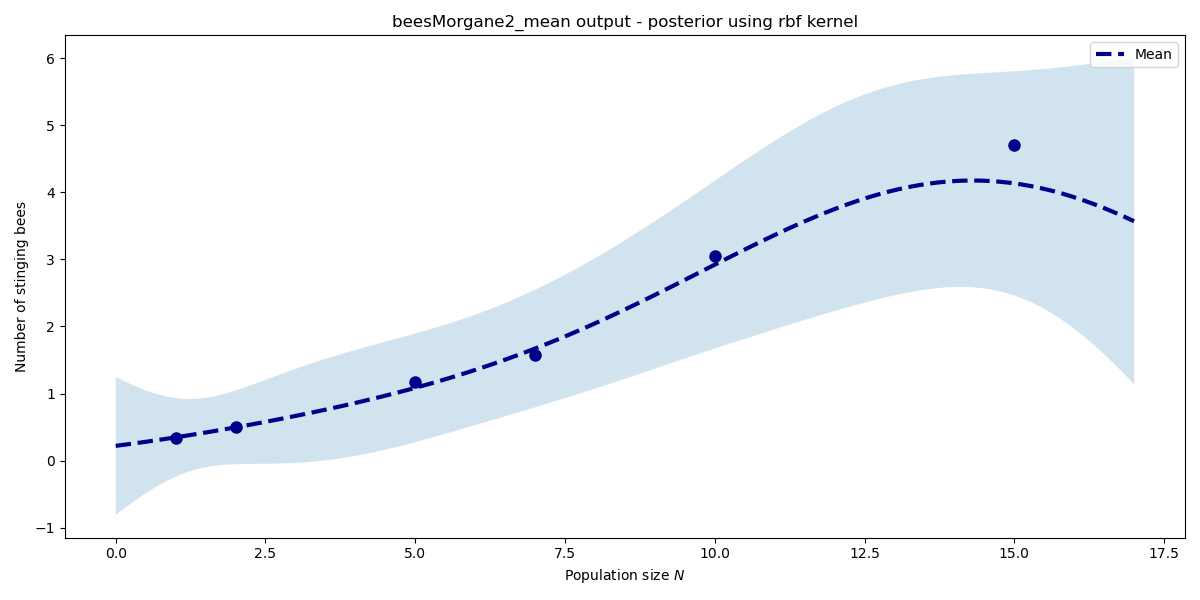 beesMorgane2_mean output - posterior using rbf kernel
Mean
6
5
4
3
2
1
0
−1
Number of stinging bees
0.0 2.5 5.0 7.5 10.0 12.5 15.0 17.5
Population size N